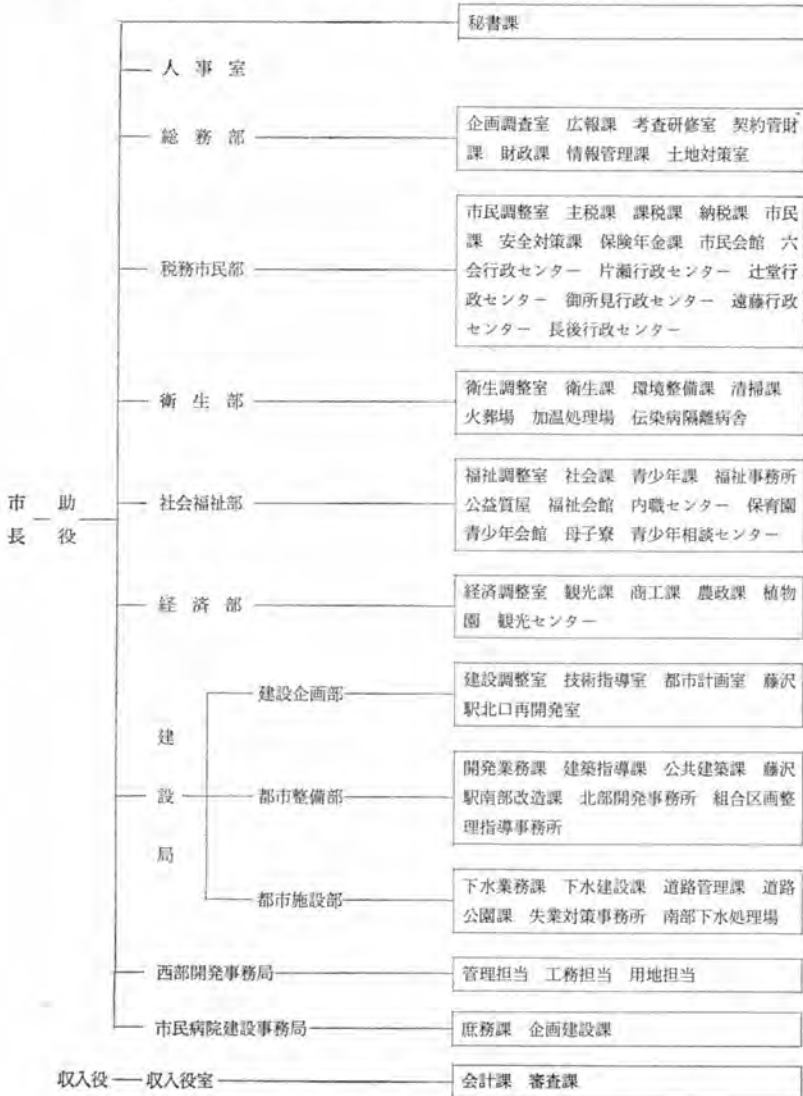 秘書課
人事室
総務部
企画調査室 広報課 考査研修室 契約管財
課 財政課 情報管理課 土地対策室
税務市民部
市民調整室 主税課 課税課 納税課 市民
課 安全対策課 保険年金課 市民会館 六
会行政センター 片瀬行政センター 辻堂行
政センター 御所見行政センター 遠藤行政
センター 長後行政センター
衛生部
衛生調整室 衛生課 環境整備課 清掃課
火葬場 加温処理場 伝染病隔離病舎
市長
助役
社会福祉部
福祉調整室 社会課 青少年課 福祉事務所
公益質屋 福祉会館 内職センター 保育園
青少年会館 母子寮 青少年相談センター
経済部
経済調整室 観光課 商工課 農政課 植物
園 観光センター
建設局
建設企画部
建設調整室 技術指導室 都市計画室 藤沢
駅北口再開発室
都市整備部
開発業務課 建築指導課 公共建築課 藤沢
駅南部改造課 北部開発事務所 組合区画整
理指導事務所
都市施設部
下水業務課 下水建設課 道路管理課 道路
公園課 失業対策事務所 南部下水処理場
西部開発事務局
管理担当 工務担当 用地担当
市民病院建設事務局
庶務課 企画建設課
収入役
収入役室
会計課 審査課